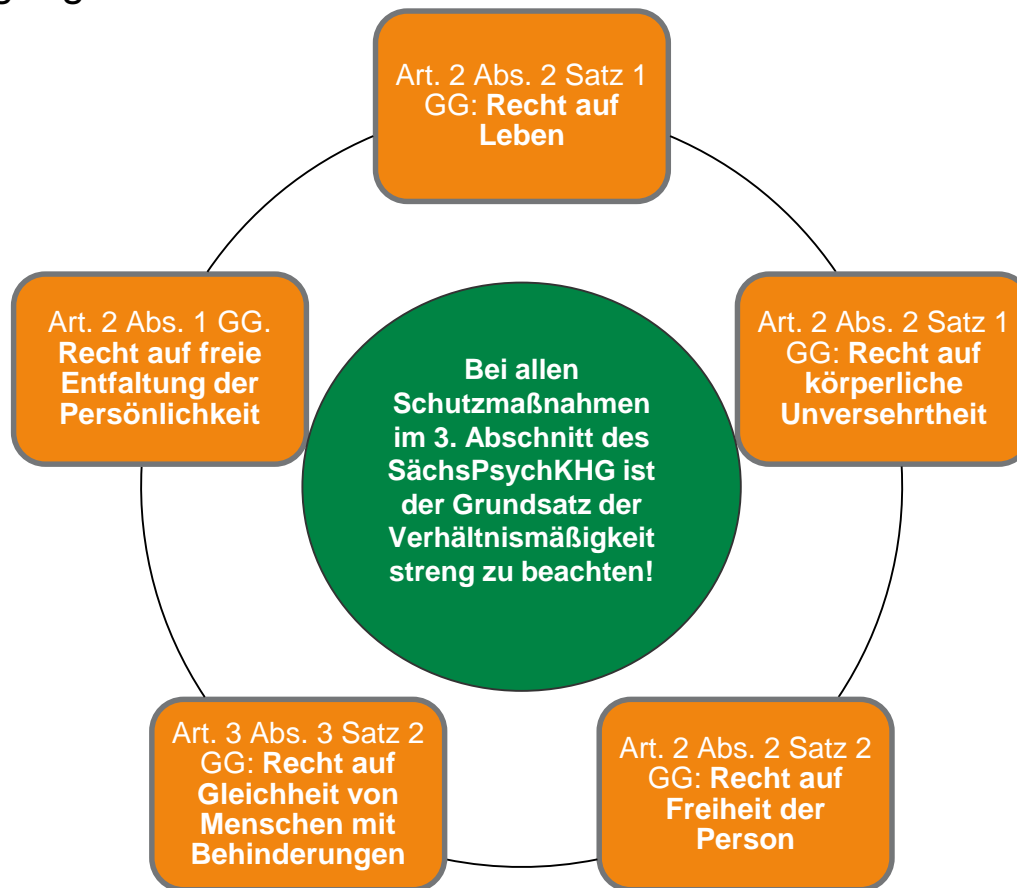 Art. 2 Abs. 2 Satz 1
GG: Recht auf
Leben
Art. 2 Abs. 2 Satz 1
GG: Recht auf
körperliche
Unversehrtheit
Art. 2 Abs. 2 Satz 2
GG: Recht auf
Freiheit der
Person
Art. 3 Abs. 3 Satz 2
GG: Recht auf
Gleichheit von
Menschen mit
Behinderungen
Art. 2 Abs. 1 GG.
Recht auf freie
Entfaltung der
Persönlichkeit
Bei allen
Schutzmaßnahmen
im 3. Abschnitt des
SächsPsychKHG ist
der Grundsatz der
Verhältnismäßigkeit
streng zu beachten!